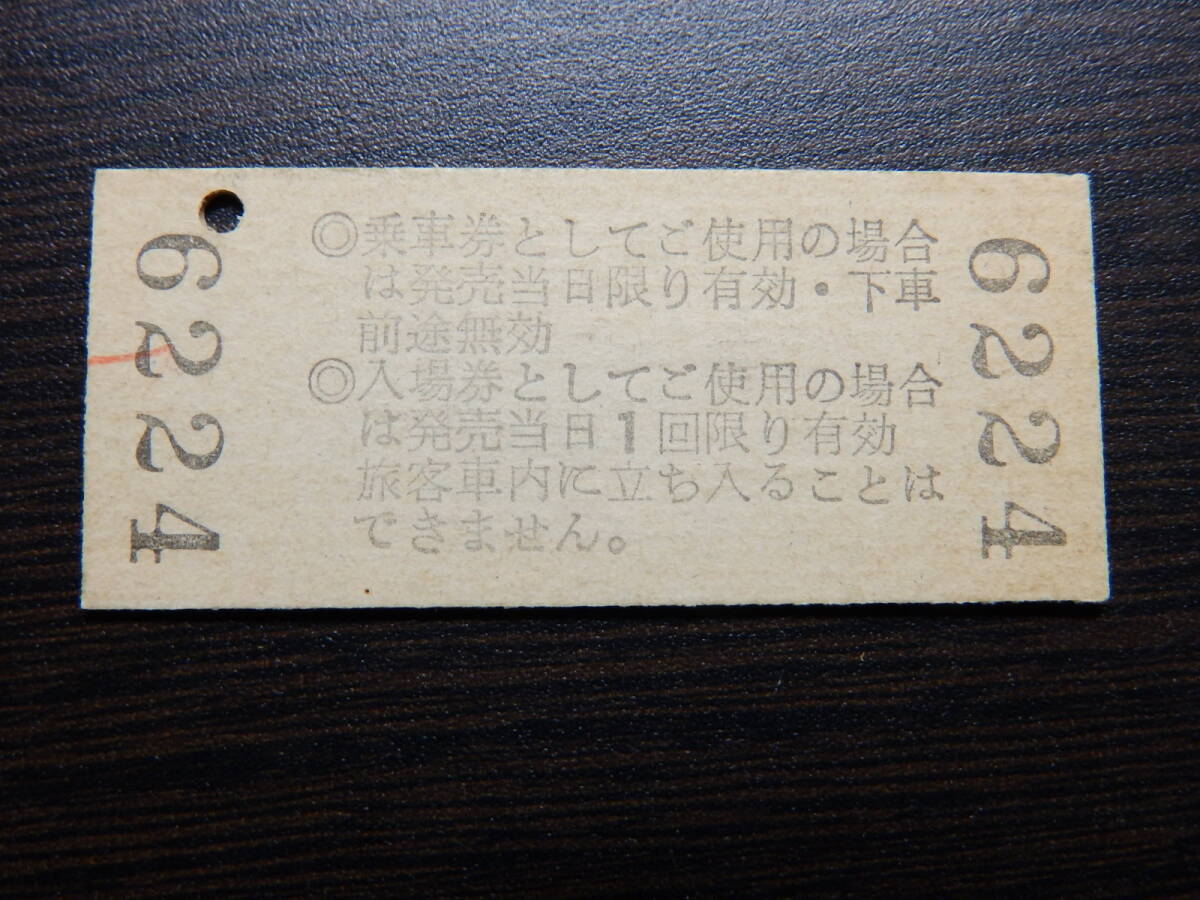 6224
◎乗車券としてご使用の場合
は発売当日限り有効・下車
前途無効
◎入場券としてご使用の場合
は発売当日1回限り有効
旅客車内に立ち入ることは
できません。
6224